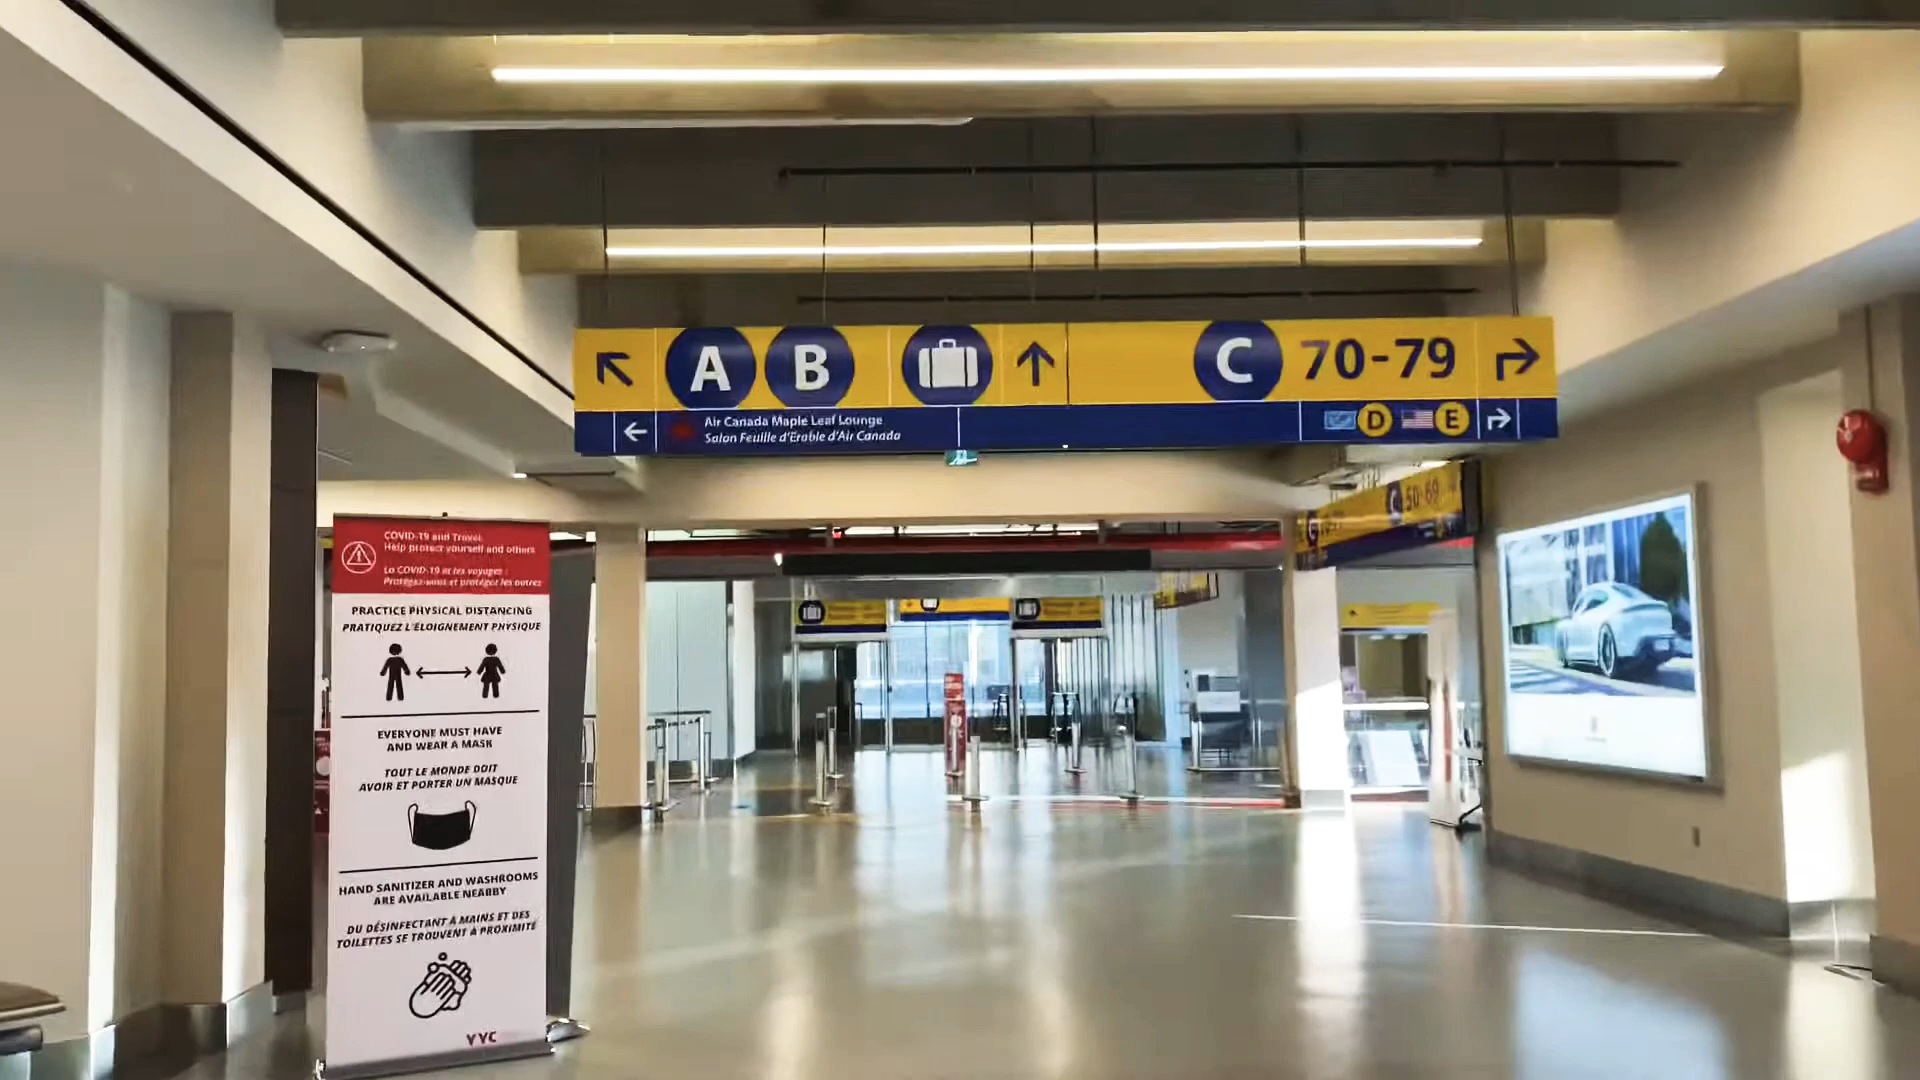 A B
C 70-79
Air Canada Maple Leaf Lounge
Salon Feuille d'Érable d'Air Canada
D E
C 50-69
COVID-19 and Travel
Help protect yourself and others
La COVID-19 et les voyages :
Protégez-vous et protégez les autres
PRACTICE PHYSICAL DISTANCING
PRATIQUEZ L'ÉLOIGNEMENT PHYSIQUE
EVERYONE MUST HAVE
AND WEAR A MASK
TOUT LE MONDE DOIT
AVOIR ET PORTER UN MASQUE
HAND SANITIZER AND WASHROOMS
ARE AVAILABLE NEARBY
DU DÉSINFECTANT À MAINS ET DES
TOILETTES SE TROUVENT À PROXIMITÉ
YYC